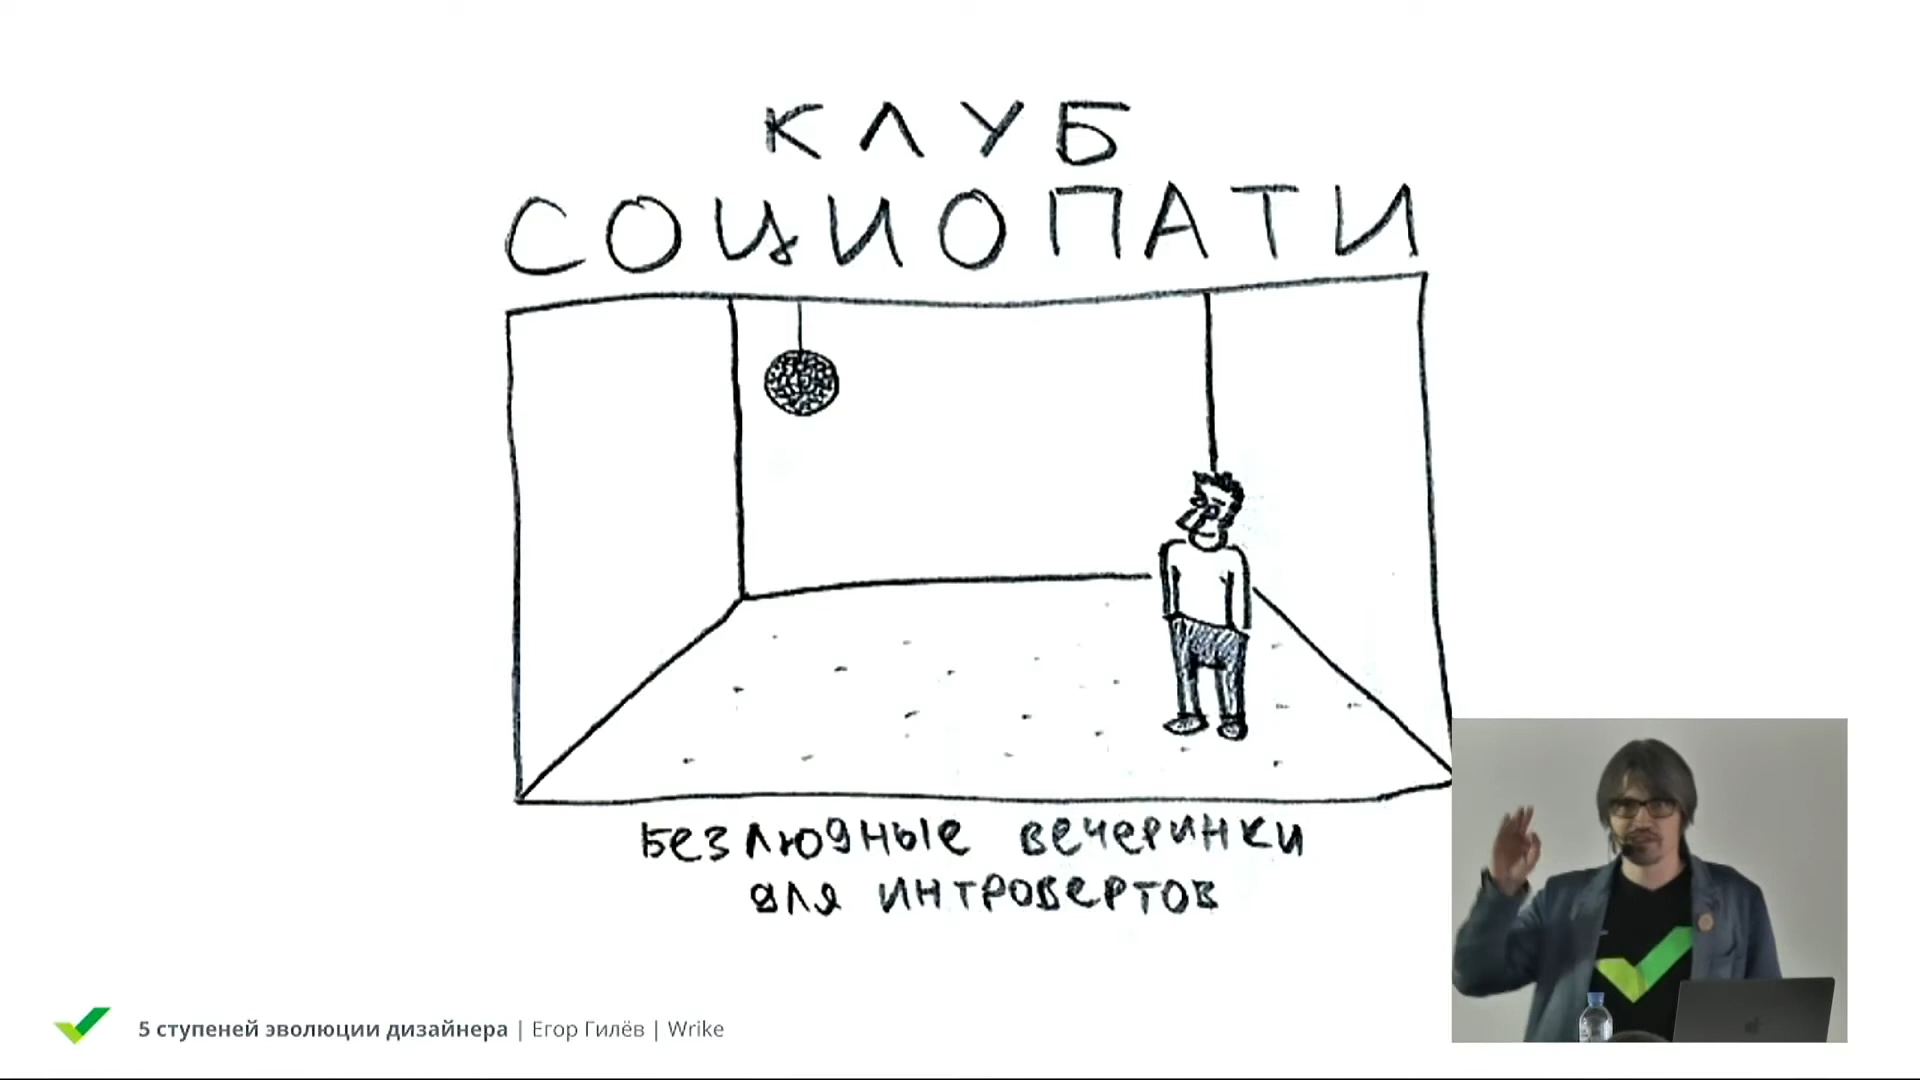 КЛУБ
СОЦИОПАТИ
БЕЗЛЮДНЫЕ ВЕЧЕРИНКИ
ДЛЯ ИНТРОВЕРТОВ
5 ступеней эволюции дизайнера | Егор Гилёв | Wrike